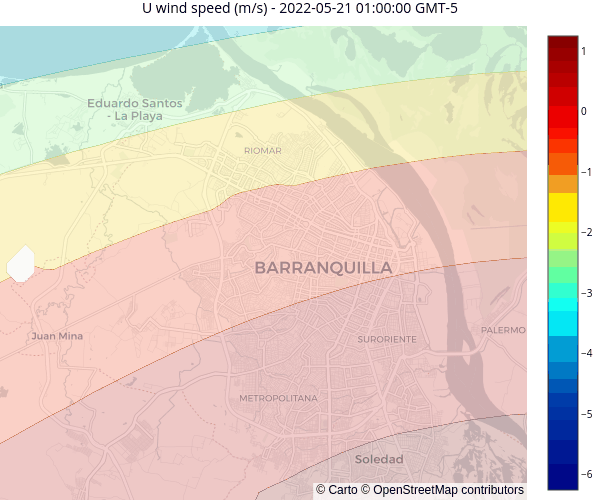 U wind speed (m/s) - 2022-05-21 01:00:00 GMT-5
Eduardo Santos
- La Playa
RIOMAR
BARRANQUILLA
Juan Mina
SURORIENTE
PALERMO
METROPOLITANA
Soledad
© Carto © OpenStreetMap contributors
1
0
−1
−2
−3
−4
−5
−6